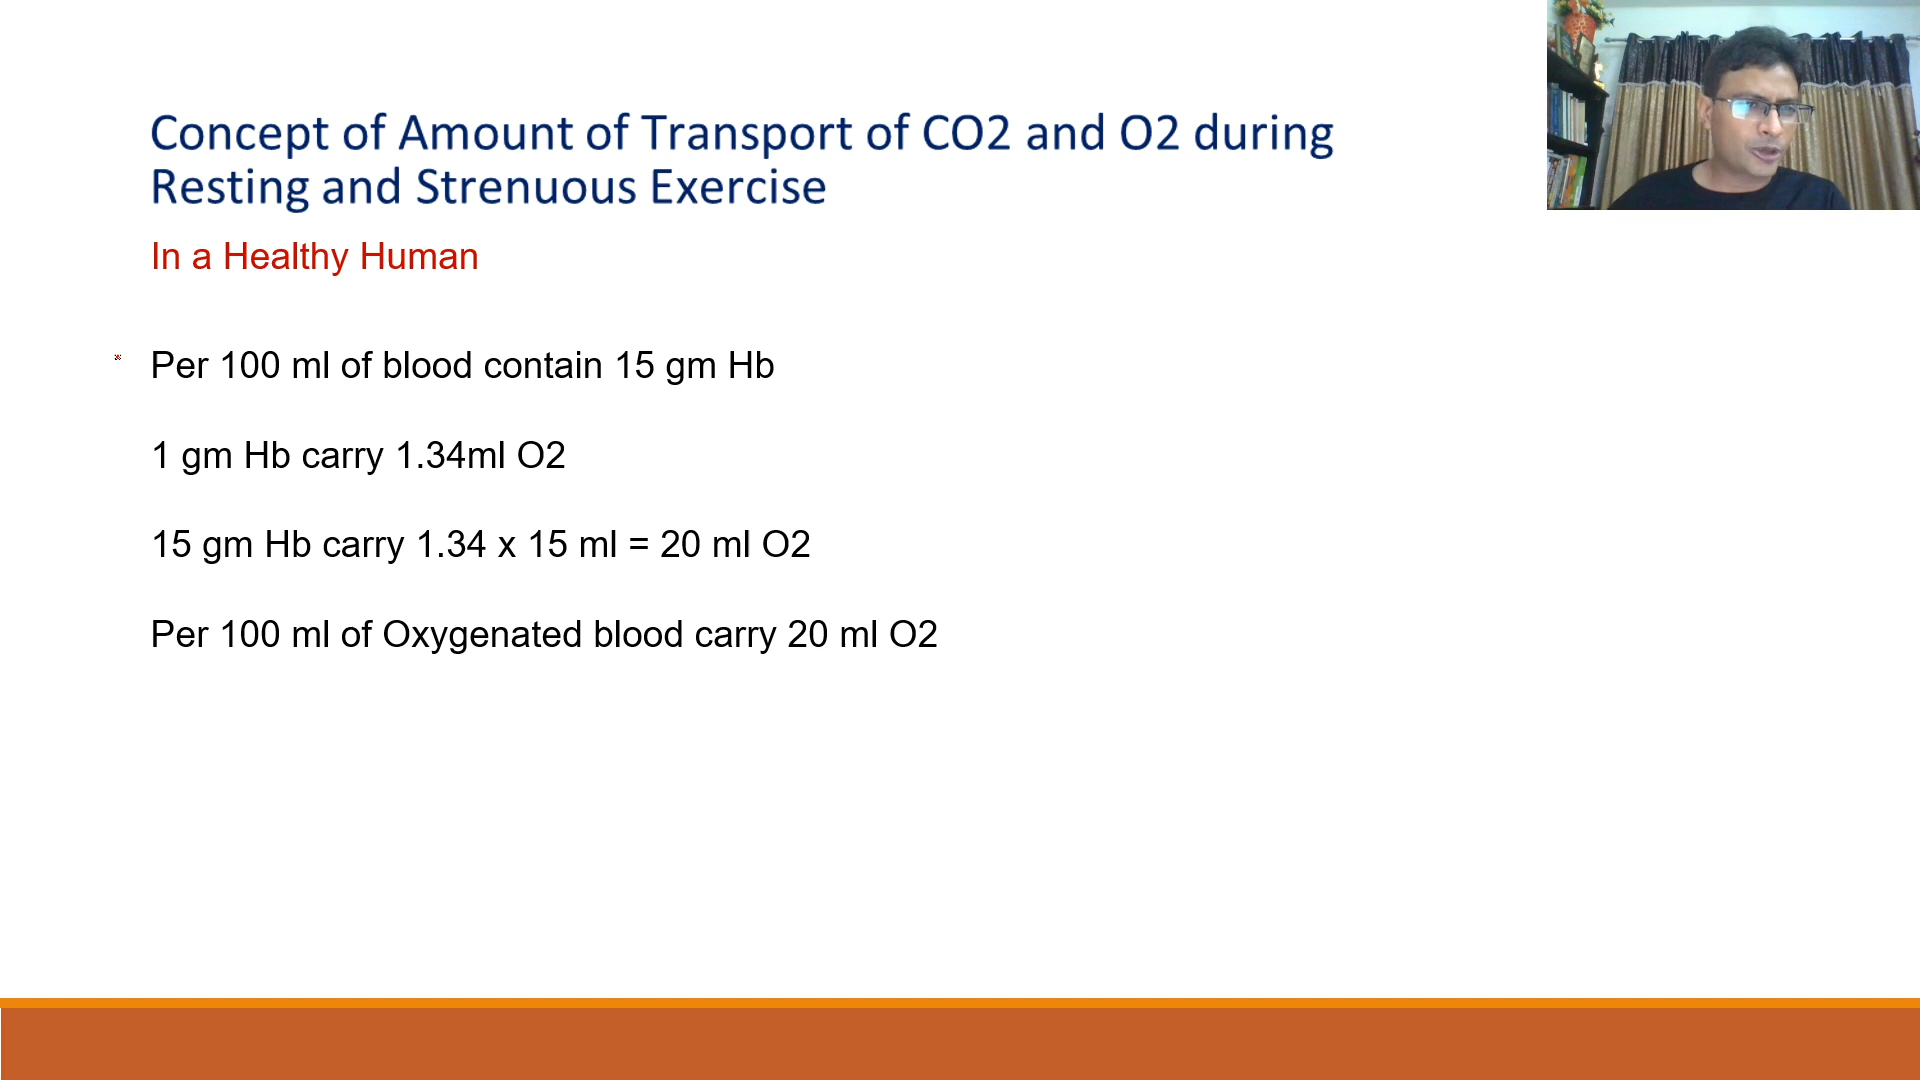 Concept of Amount of Transport of CO2 and O2 during
Resting and Strenuous Exercise
In a Healthy Human
Per 100 ml of blood contain 15 gm Hb
1 gm Hb carry 1.34ml O2
15 gm Hb carry 1.34 x 15 ml = 20 ml O2
Per 100 ml of Oxygenated blood carry 20 ml O2